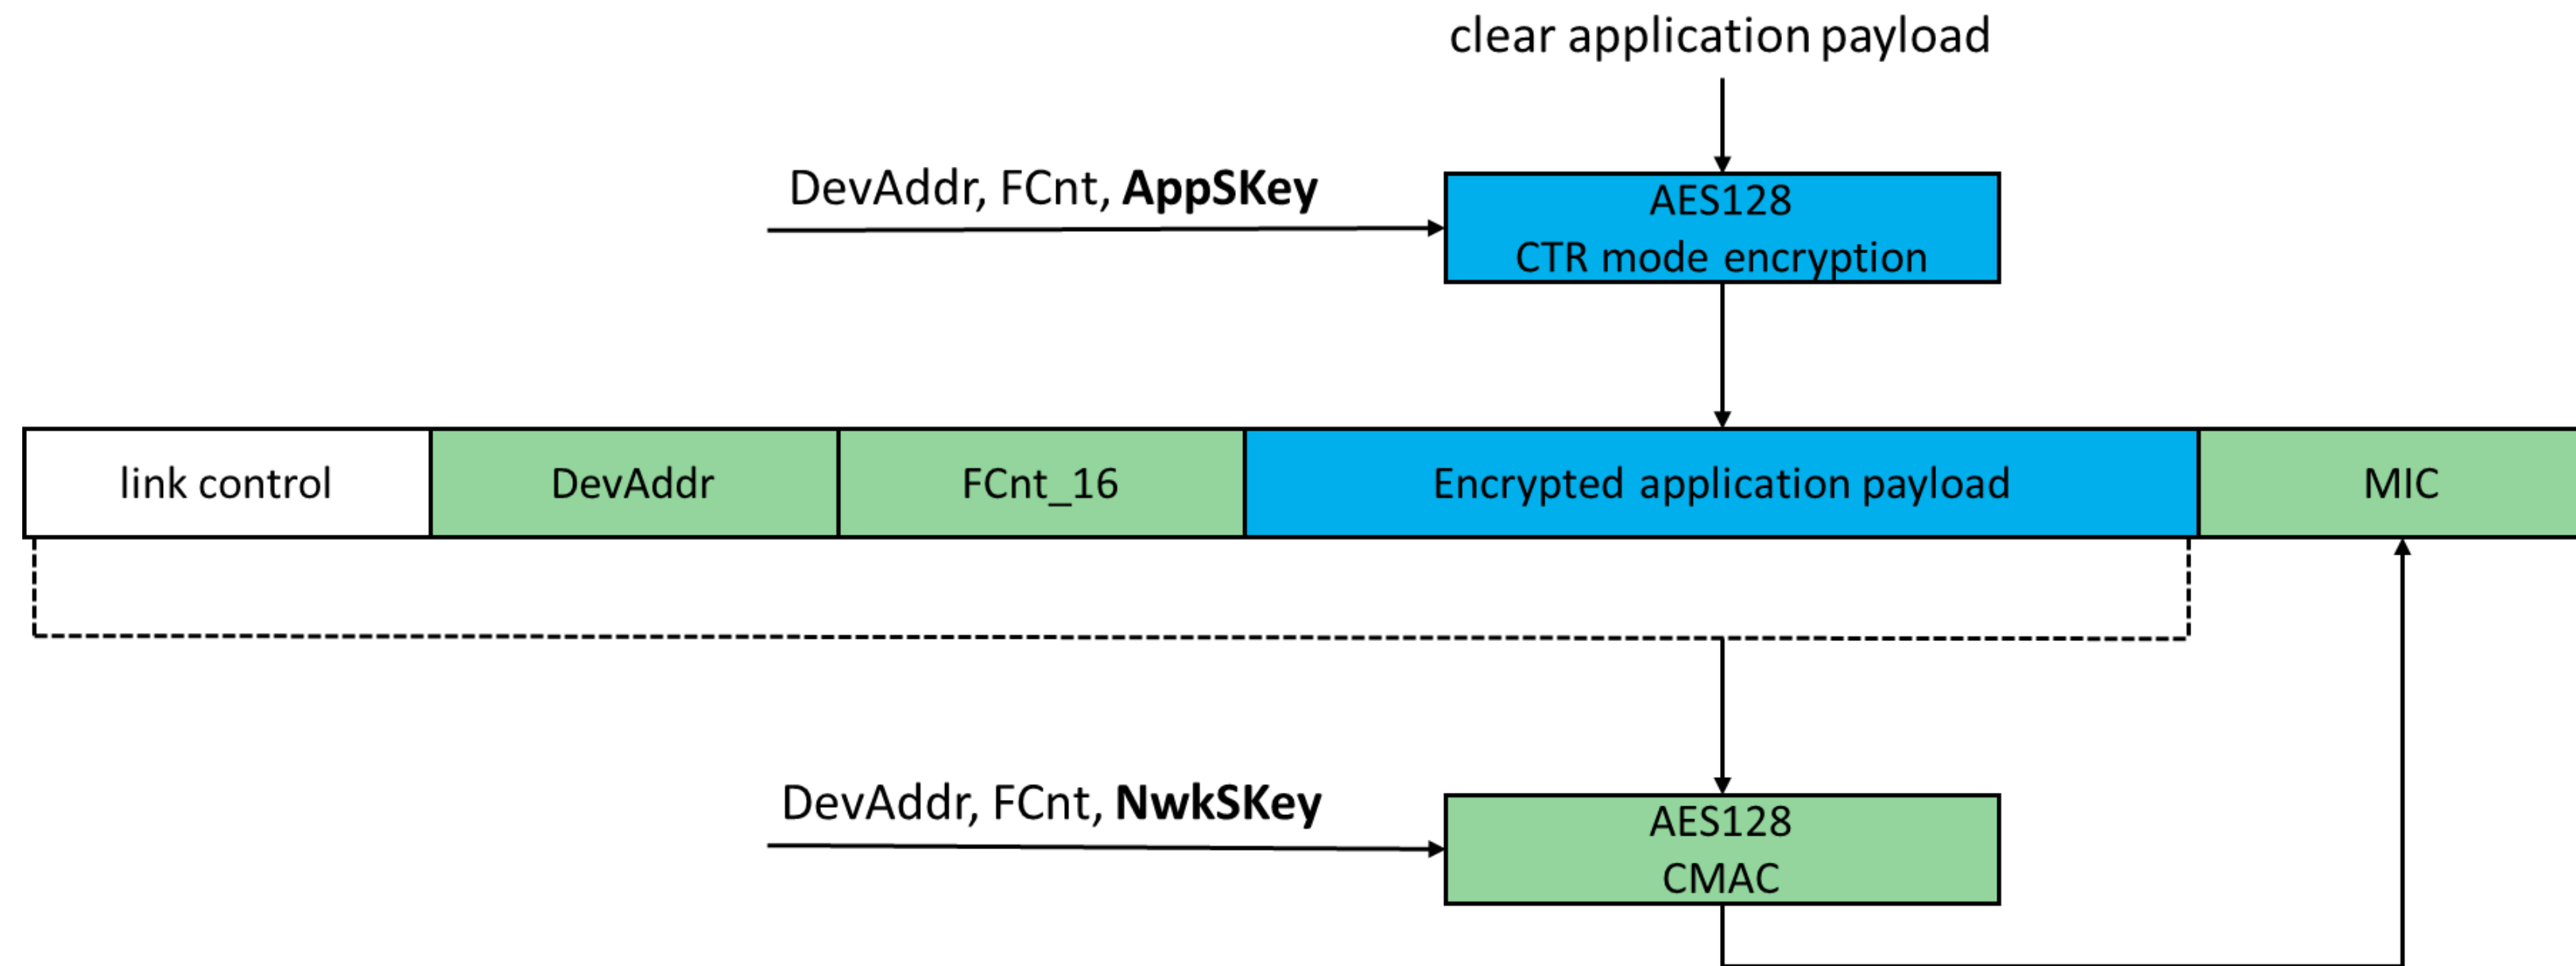 clear application payload
DevAddr, FCnt, AppSKey
AES128
CTR mode encryption
link control
DevAddr
FCnt_16
Encrypted application payload
MIC
DevAddr, FCnt, NwkSKey
AES128
CMAC